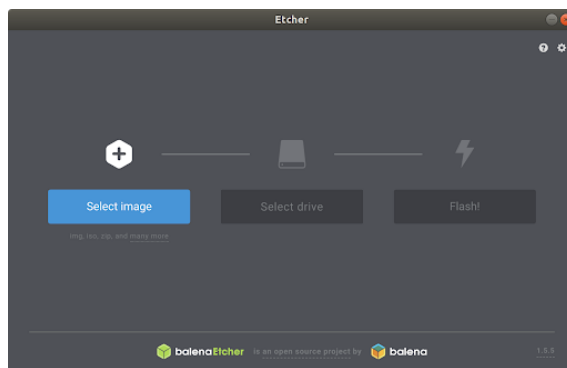 Etcher
Select image
Select drive
Flash!
img, iso, zip, and many more
balenaEtcher is an open source project by balena
1.5.5